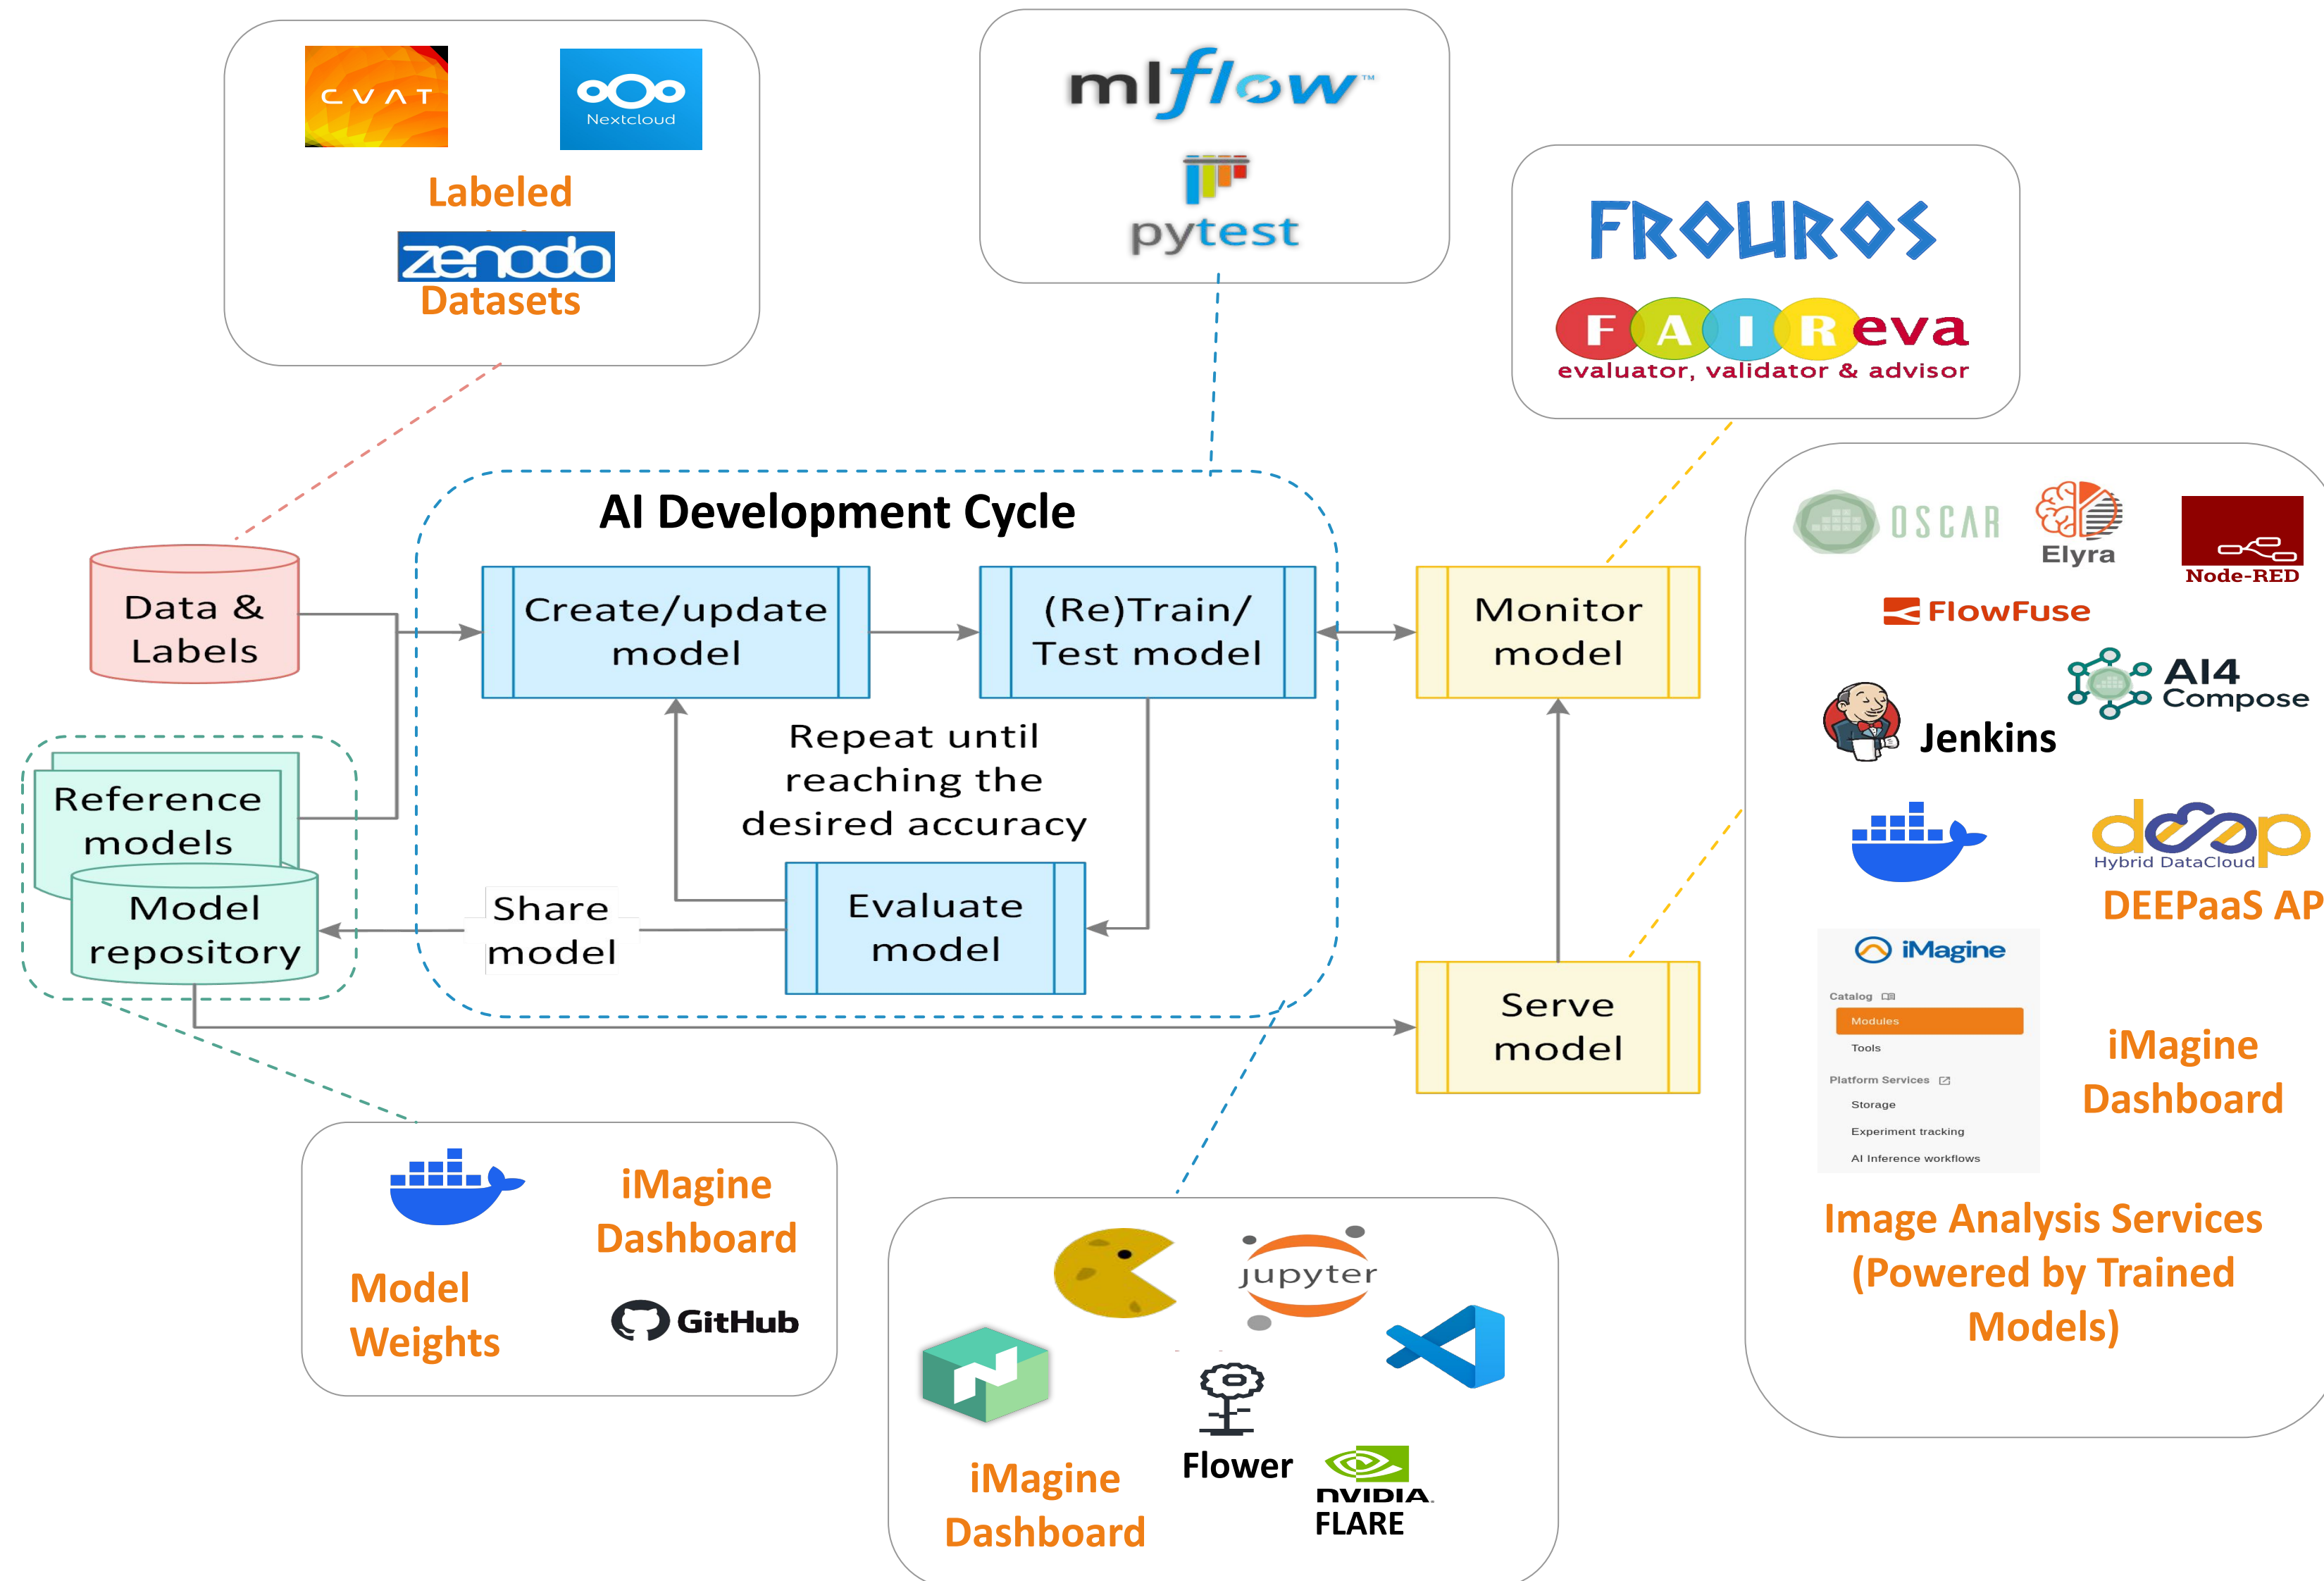 CVAT
Nextcloud
Labeled
zenodo
Datasets
mlflow™
pytest
FROUROS
FAIReva
evaluator, validator & advisor
AI Development Cycle
Data &
Labels
Create/update
model
(Re)Train/
Test model
Monitor
model
Repeat until
reaching the
desired accuracy
Reference
models
Model
repository
Share
model
Evaluate
model
Serve
model
OSCAR
Elyra
Node-RED
FlowFuse
AI4
Compose
Jenkins
deep
Hybrid DataCloud
DEEPaaS AP
iMagine
Catalog
Modules
Tools
Platform Services
Storage
Experiment tracking
AI Inference workflows
iMagine
Dashboard
Image Analysis Services
(Powered by Trained
Models)
iMagine
Dashboard
Model
Weights
GitHub
jupyter
Flower
NVIDIA.
FLARE
iMagine
Dashboard